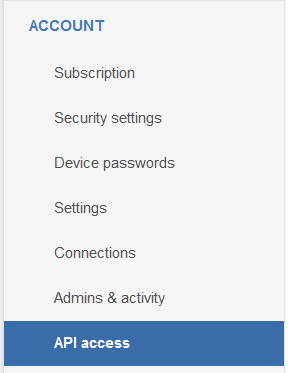 ACCOUNT
Subscription
Security settings
Device passwords
Settings
Connections
Admins & activity
API access